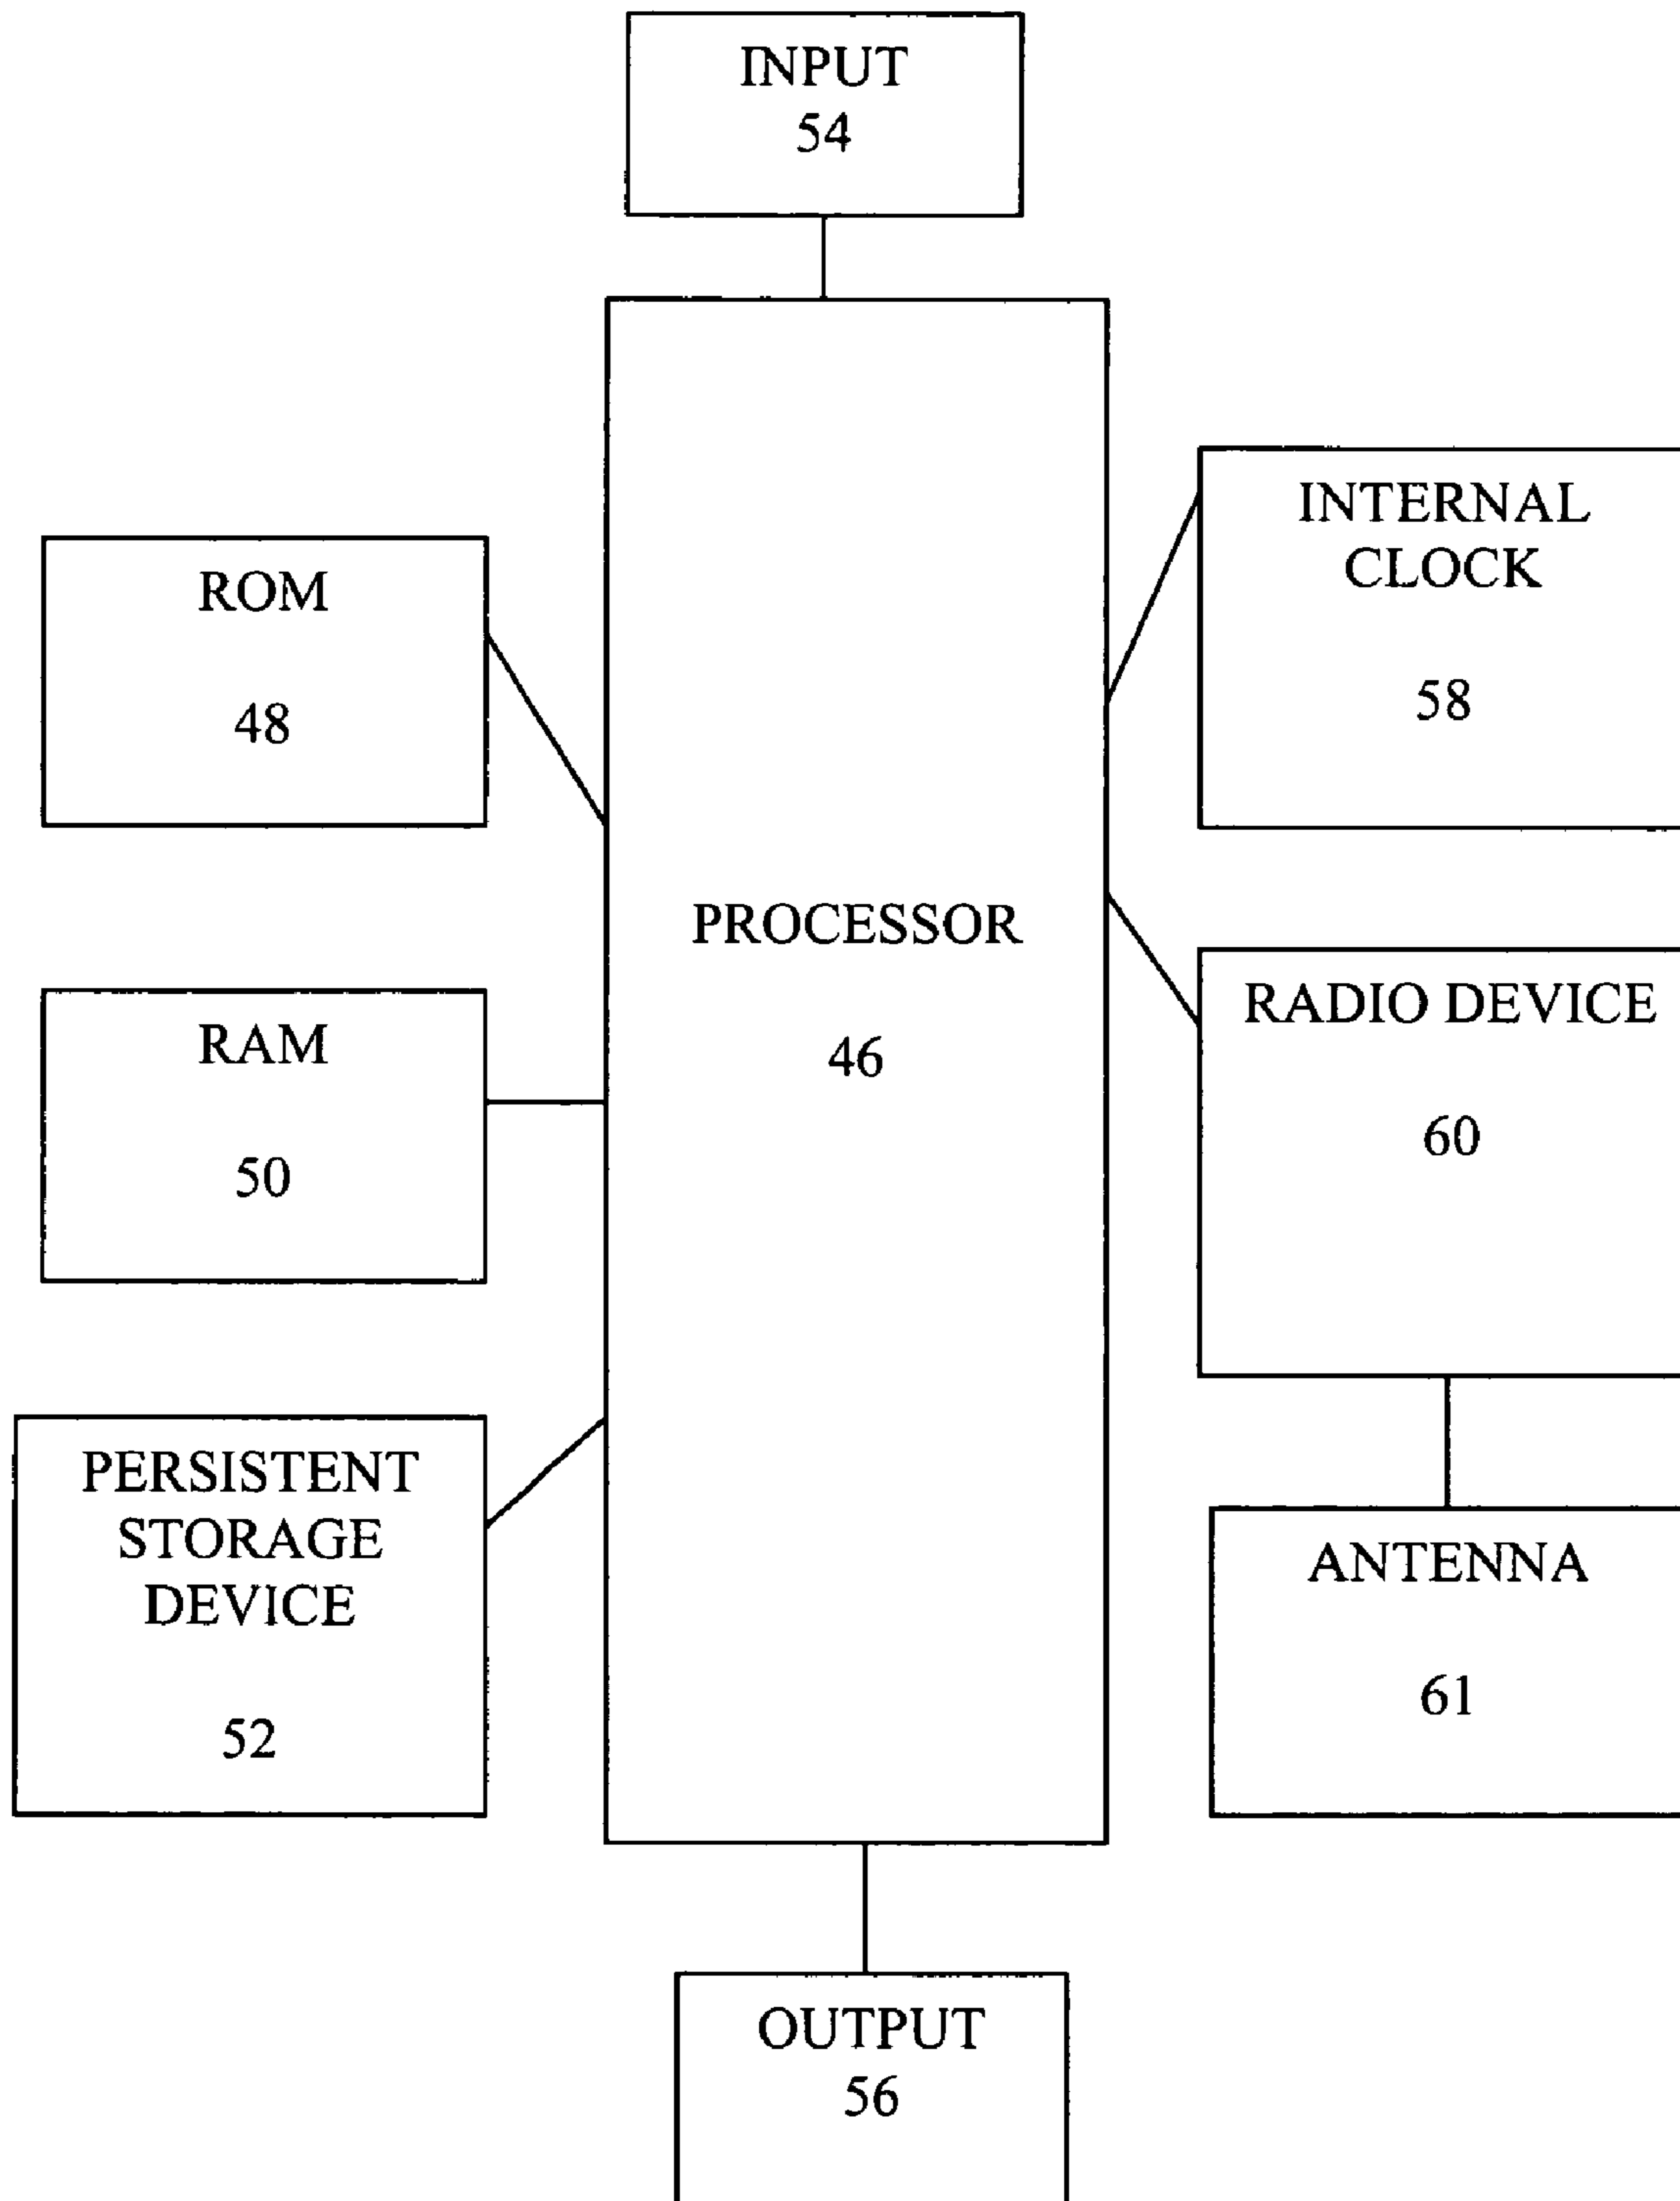 INPUT
54
INTERNAL
CLOCK
58
ROM
48
PROCESSOR
46
RADIO DEVICE
60
RAM
50
PERSISTENT
STORAGE
DEVICE
52
ANTENNA
61
OUTPUT
56